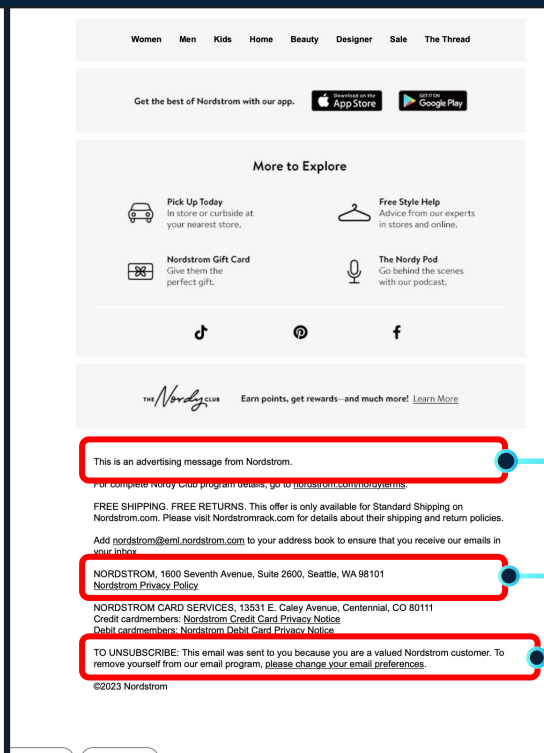 Women Men Kids Home Beauty Designer Sale The Thread
Get the best of Nordstrom with our app. Download on the App Store GET IT ON Google Play
More to Explore
Pick Up Today
In store or curbside at
your nearest store.
Free Style Help
Advice from our experts
in stores and online.
Nordstrom Gift Card
Give them the
perfect gift.
The Nordy Pod
Go behind the scenes
with our podcast.
THE Nordy CLUB Earn points, get rewards—and much more! Learn More
This is an advertising message from Nordstrom.
For complete Nordy Club program details, go to nordstrom.com/nordyterms.
FREE SHIPPING. FREE RETURNS. This offer is only available for Standard Shipping on
Nordstrom.com. Please visit Nordstromrack.com for details about their shipping and return policies.
Add nordstrom@eml.nordstrom.com to your address book to ensure that you receive our emails in
your inbox.
NORDSTROM, 1600 Seventh Avenue, Suite 2600, Seattle, WA 98101
Nordstrom Privacy Policy
NORDSTROM CARD SERVICES, 13531 E. Caley Avenue, Centennial, CO 80111
Credit cardmembers: Nordstrom Credit Card Privacy Notice
Debit cardmembers: Nordstrom Debit Card Privacy Notice
TO UNSUBSCRIBE: This email was sent to you because you are a valued Nordstrom customer. To
remove yourself from our email program, please change your email preferences.
©2023 Nordstrom